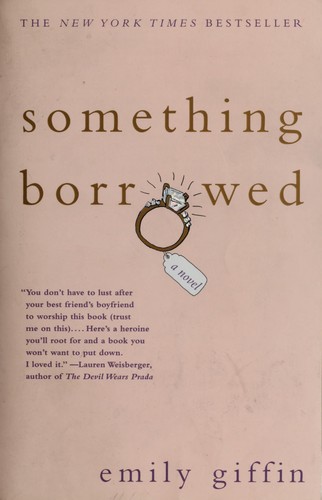 THE NEW YORK TIMES BESTSELLER
something
borrowed
a novel
"You don't have to lust after
your best friend's boyfriend
to worship this book (trust
me on this).... Here's a heroine
you'll root for and a book you
won't want to put down.
I loved it." —Lauren Weisberger,
author of The Devil Wears Prada
emily giffin